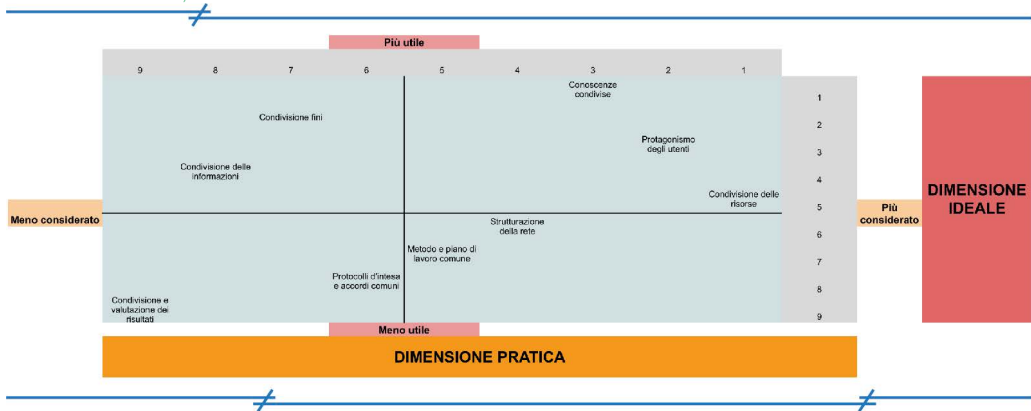 Più utile
9 8 7 6 5 4 3 2 1
Conoscenze
condivise
1
Condivisione fini
2
Protagonismo
degli utenti
3
Condivisione delle
informazioni
4
Condivisione delle
risorse
5
Meno considerato
Più
considerato
DIMENSIONE
IDEALE
Strutturazione
della rete
6
Metodo e piano di
lavoro comune
7
Protocolli d'intesa
e accordi comuni
8
Condivisione e
valutazione dei
risultati
9
Meno utile
DIMENSIONE PRATICA